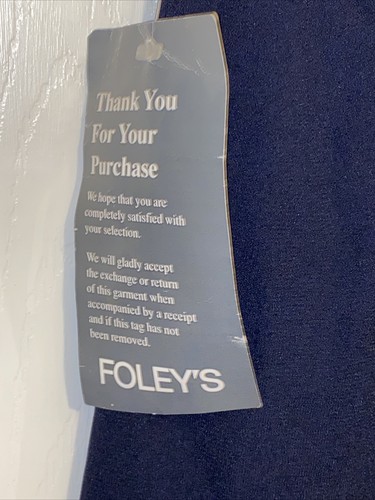 Thank You
For Your
Purchase
We hope that you are
completely satisfied with
your selection.
We will gladly accept
the exchange or return
of this garment when
accompanied by a receipt
and if this tag has not
been removed.
FOLEY'S